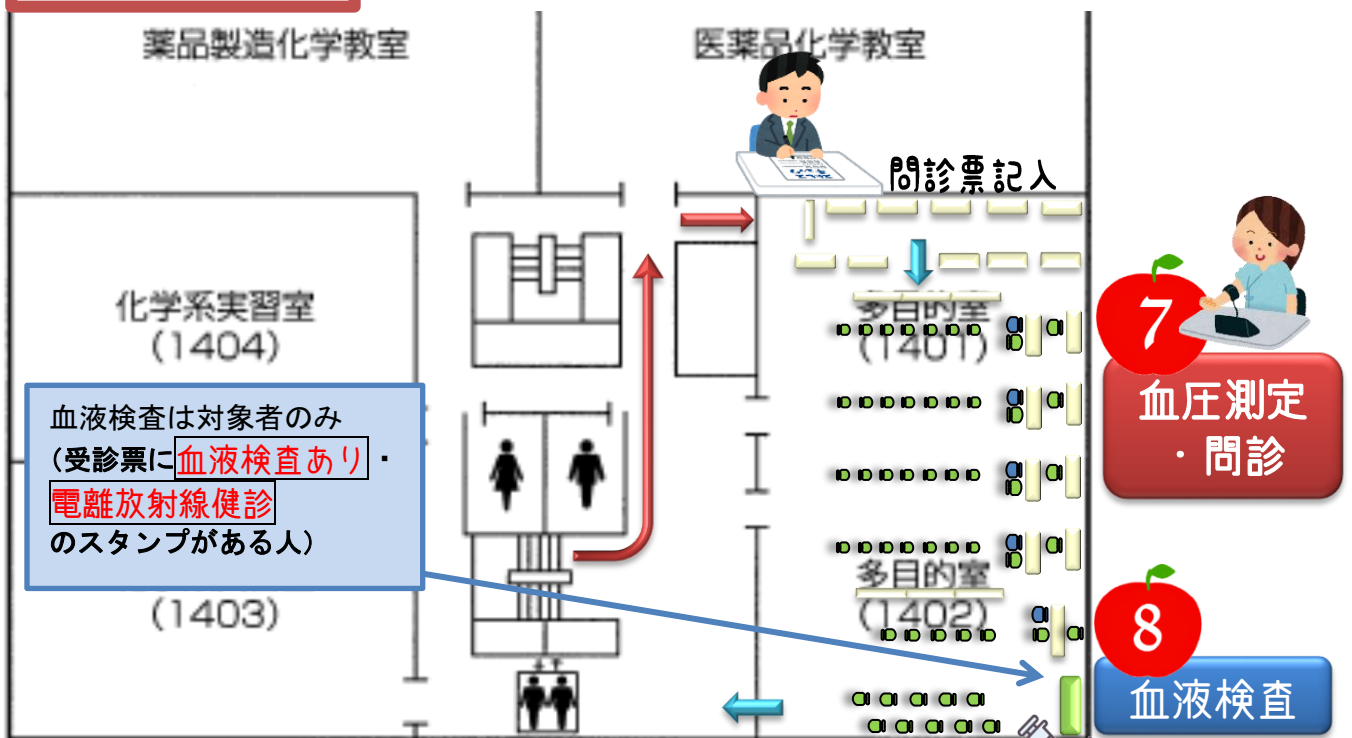 薬品製造化学教室
医薬品化学教室
問診票記入
化学系実習室
(1404)
多目的室
(1401)
7
血圧測定
・問診
血液検査は対象者のみ
(受診票に血液検査あり・
電離放射線健診
のスタンプがある人)
(1403)
多目的室
(1402)
8
血液検査